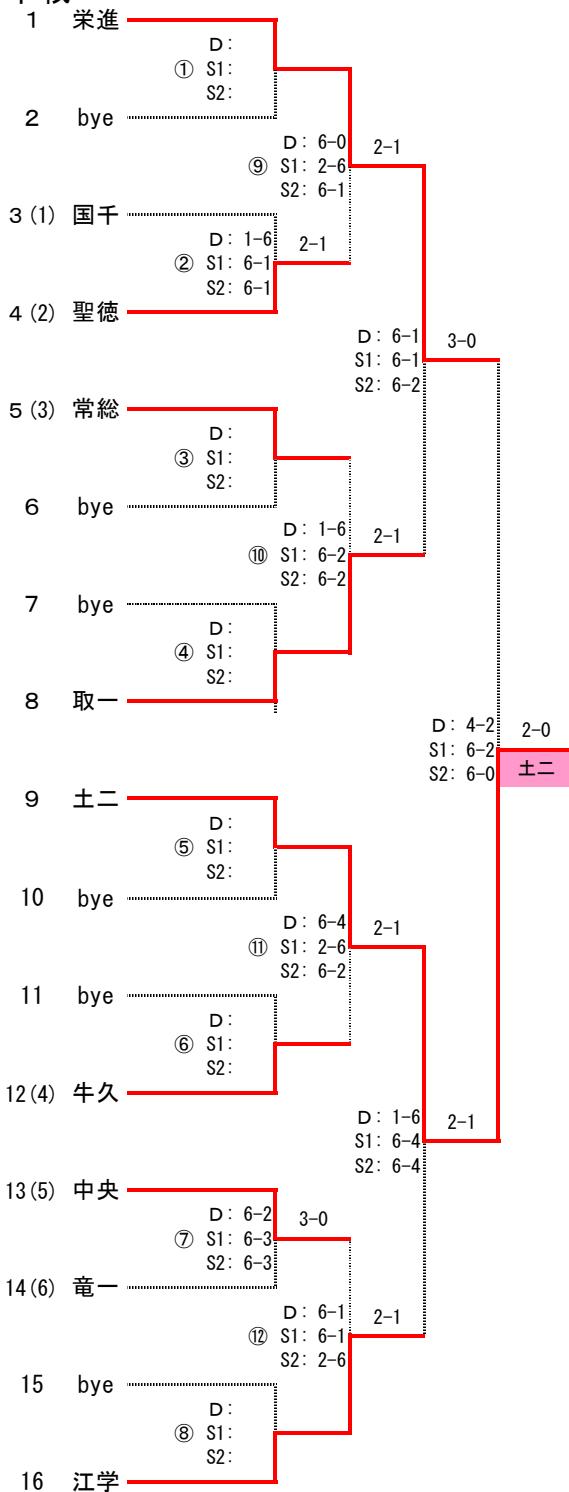 1 栄進
D:
① S1:
S2:
2 bye
D: 6-0 2-1
⑨ S1: 2-6
S2: 6-1
3(1) 国千
D: 1-6 2-1
② S1: 6-1
S2: 6-1
4(2) 聖徳
D: 6-1 3-0
S1: 6-1
S2: 6-2
5(3) 常総
D:
③ S1:
S2:
6 bye
D: 1-6 2-1
⑩ S1: 6-2
S2: 6-2
7 bye
D:
④ S1:
S2:
8 取一
D: 4-2 2-0
S1: 6-2 土二
S2: 6-0
9 土二
D:
⑤ S1:
S2:
10 bye
D: 6-4 2-1
⑪ S1: 2-6
S2: 6-2
11 bye
D:
⑥ S1:
S2:
12(4) 牛久
D: 1-6 2-1
S1: 6-4
S2: 6-4
13(5) 中央
D: 6-2 3-0
⑦ S1: 6-3
S2: 6-3
14(6) 竜一
D: 6-1 2-1
⑫ S1: 6-1
S2: 2-6
15 bye
D:
⑧ S1:
S2:
16 江学